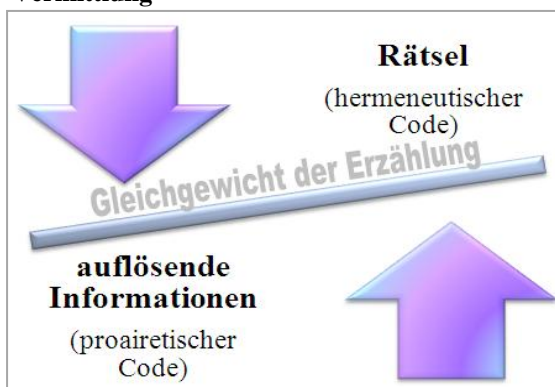 Rätsel
(hermeneutischer
Code)
Gleichgewicht der Erzählung
auflösende
Informationen
(proairetischer
Code)